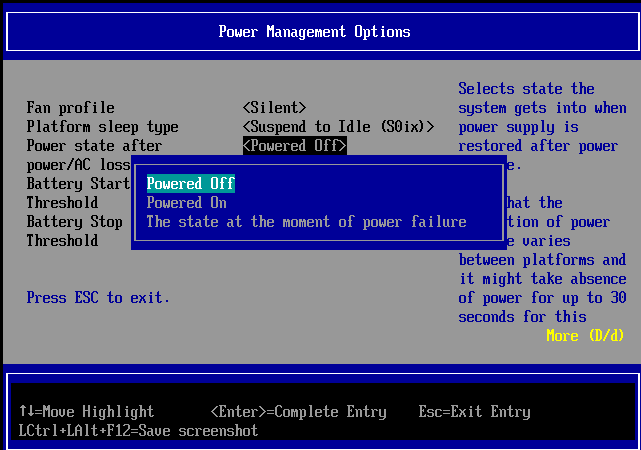 Power Management Options
Fan profile <Silent>
Platform sleep type <Suspend to Idle (S0ix)>
Power state after <Powered Off>
power/AC loss
Battery Start
Threshold
Battery Stop
Threshold
Powered Off
Powered On
The state at the moment of power failure
Press ESC to exit.
Selects state the
system gets into when
power supply is
restored after power
e.
hat the
tion of power
e varies
between platforms and
it might take absence
of power for up to 30
seconds for this
More (D/d)
↑↓=Move Highlight <Enter>=Complete Entry Esc=Exit Entry
LCtrl+LAlt+F12=Save screenshot